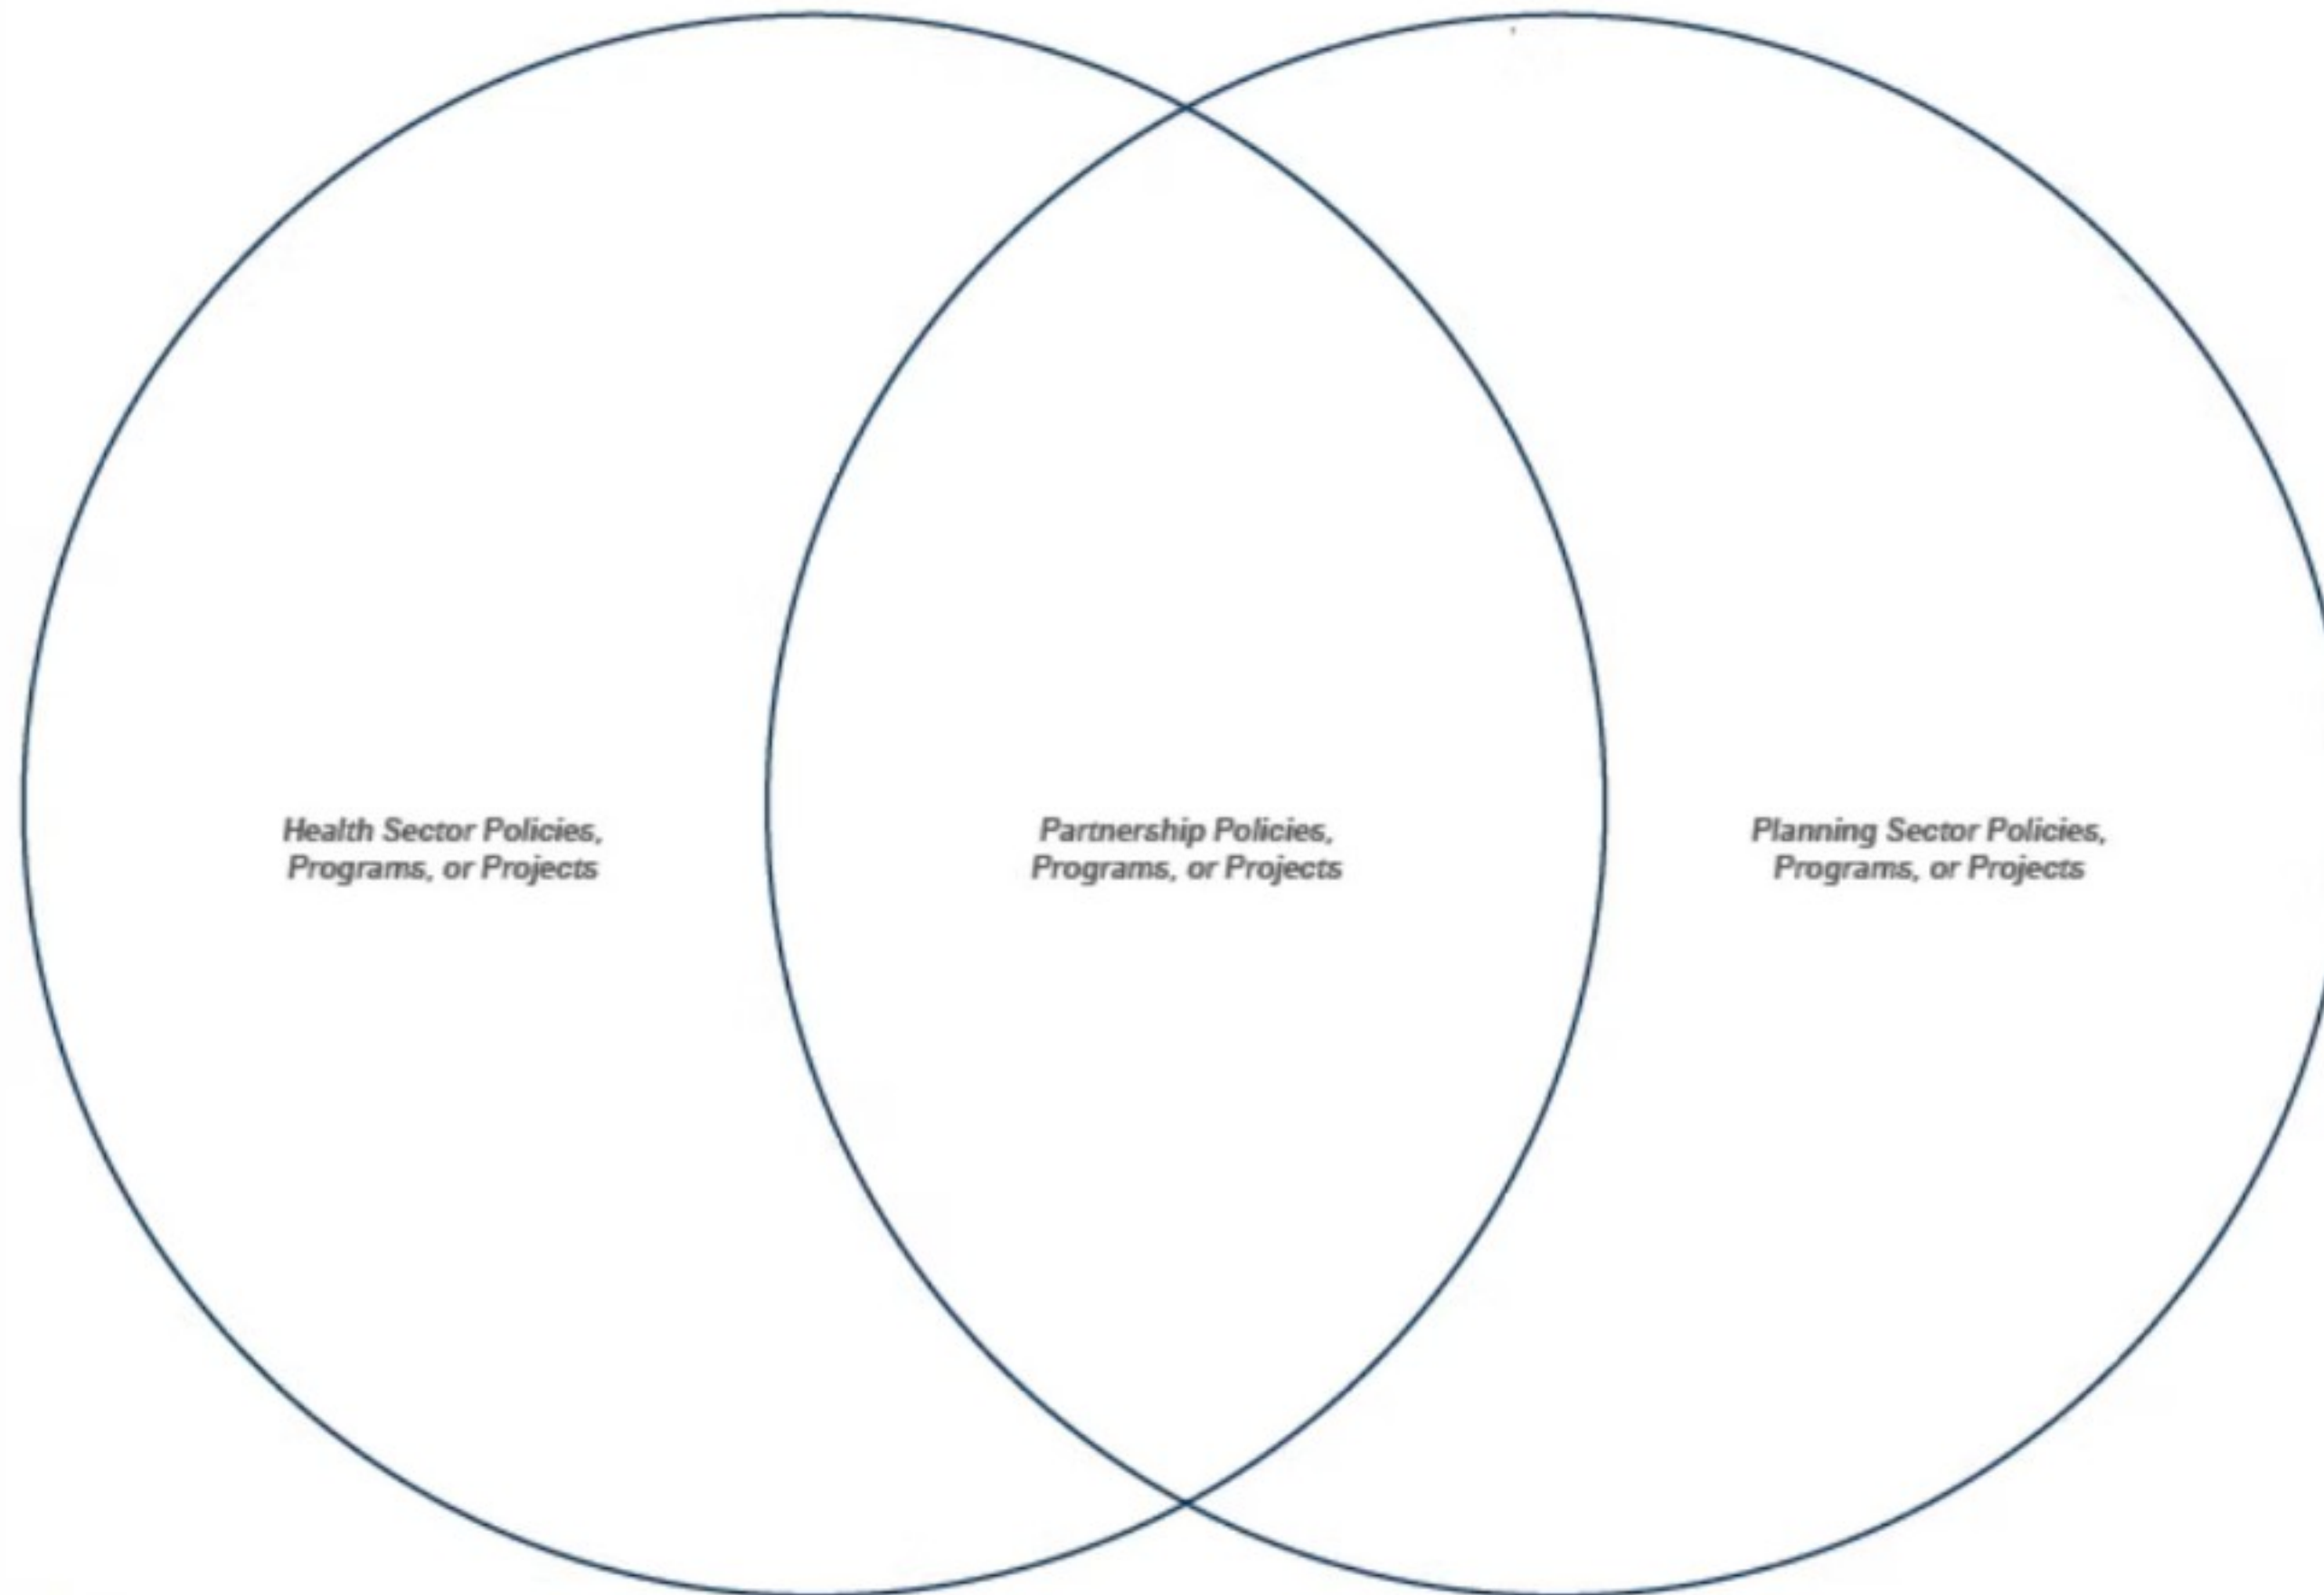 Health Sector Policies,
Programs, or Projects
Partnership Policies,
Programs, or Projects
Planning Sector Policies,
Programs, or Projects